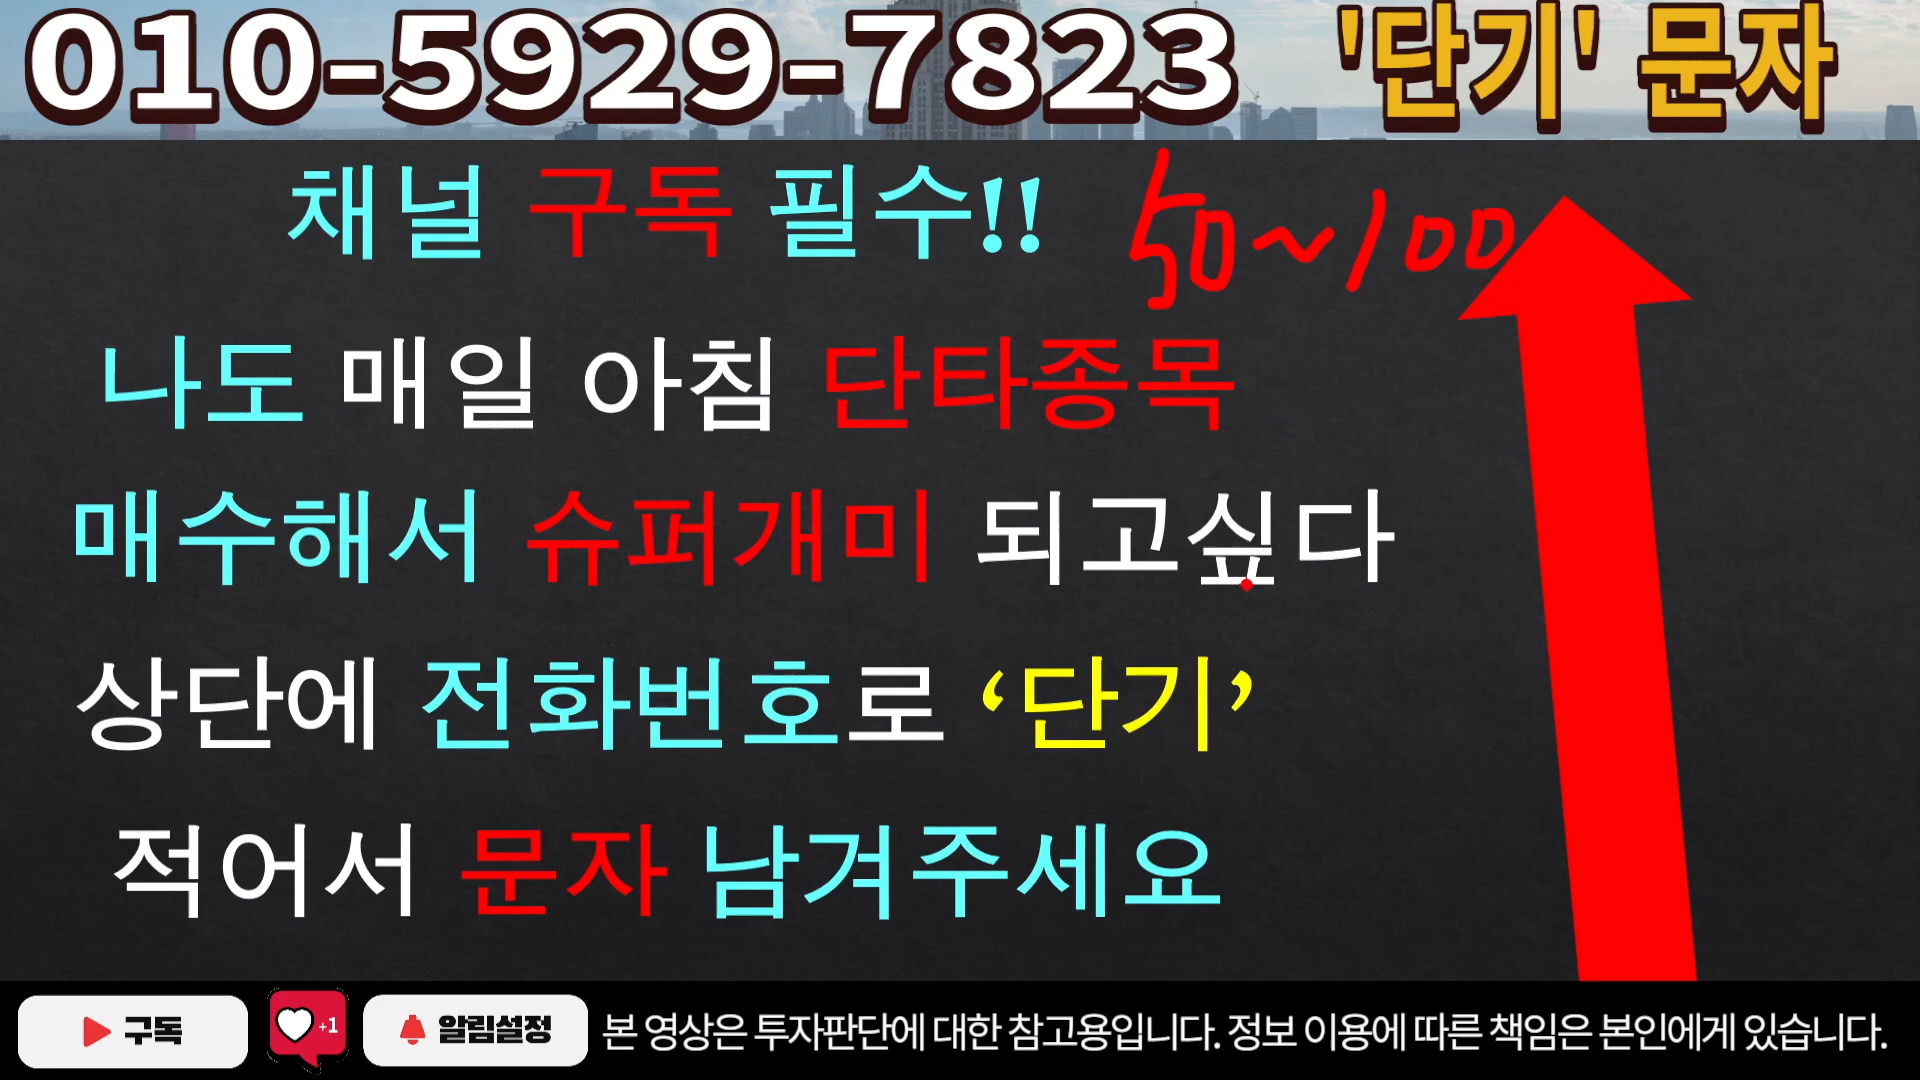 010-5929-7823 '단기' 문자
채널 구독 필수!! 50~100
나도 매일 아침 단타종목
매수해서 슈퍼개미 되고싶다
상단에 전화번호로 ‘단기’
적어서 문자 남겨주세요
구독 +1 알림설정 본 영상은 투자판단에 대한 참고용입니다. 정보 이용에 따른 책임은 본인에게 있습니다.